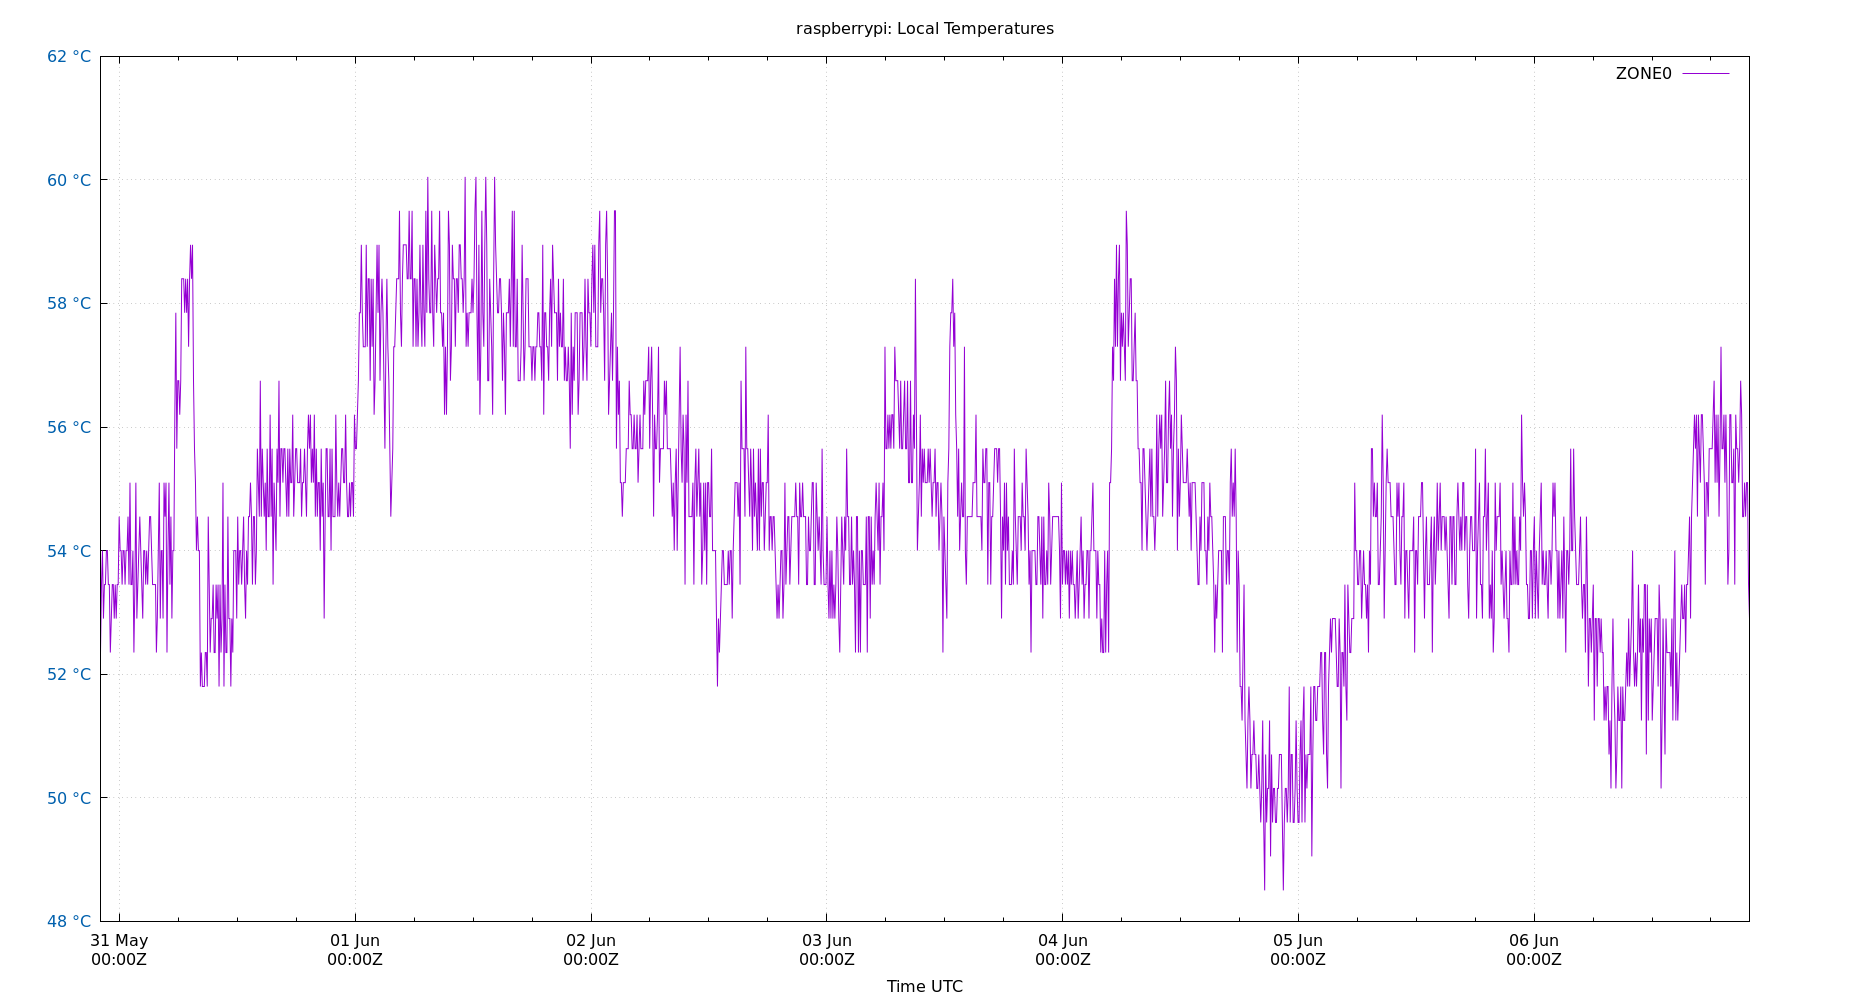 raspberrypi: Local Temperatures
ZONE0
62 °C
60 °C
58 °C
56 °C
54 °C
52 °C
50 °C
48 °C
31 May 01 Jun 02 Jun 03 Jun 04 Jun 05 Jun 06 Jun
00:00Z 00:00Z 00:00Z 00:00Z 00:00Z 00:00Z 00:00Z
Time UTC